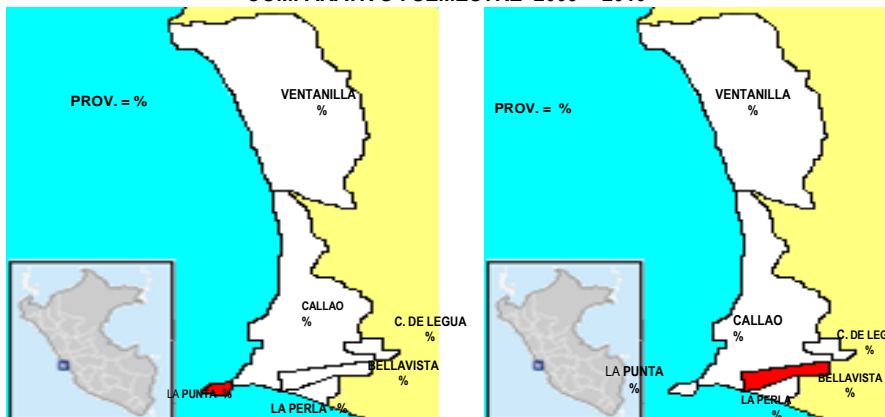 PROV. = %
VENTANILLA
%
CALLAO
%
C. DE LEGUA
%
BELLAVISTA
%
LA PUNTA %
LA PERLA - %
PROV. = %
VENTANILLA
%
CALLAO
%
C. DE LEG
%
LA PUNTA
%
BELLAVISTA
%
LA PERLA
%